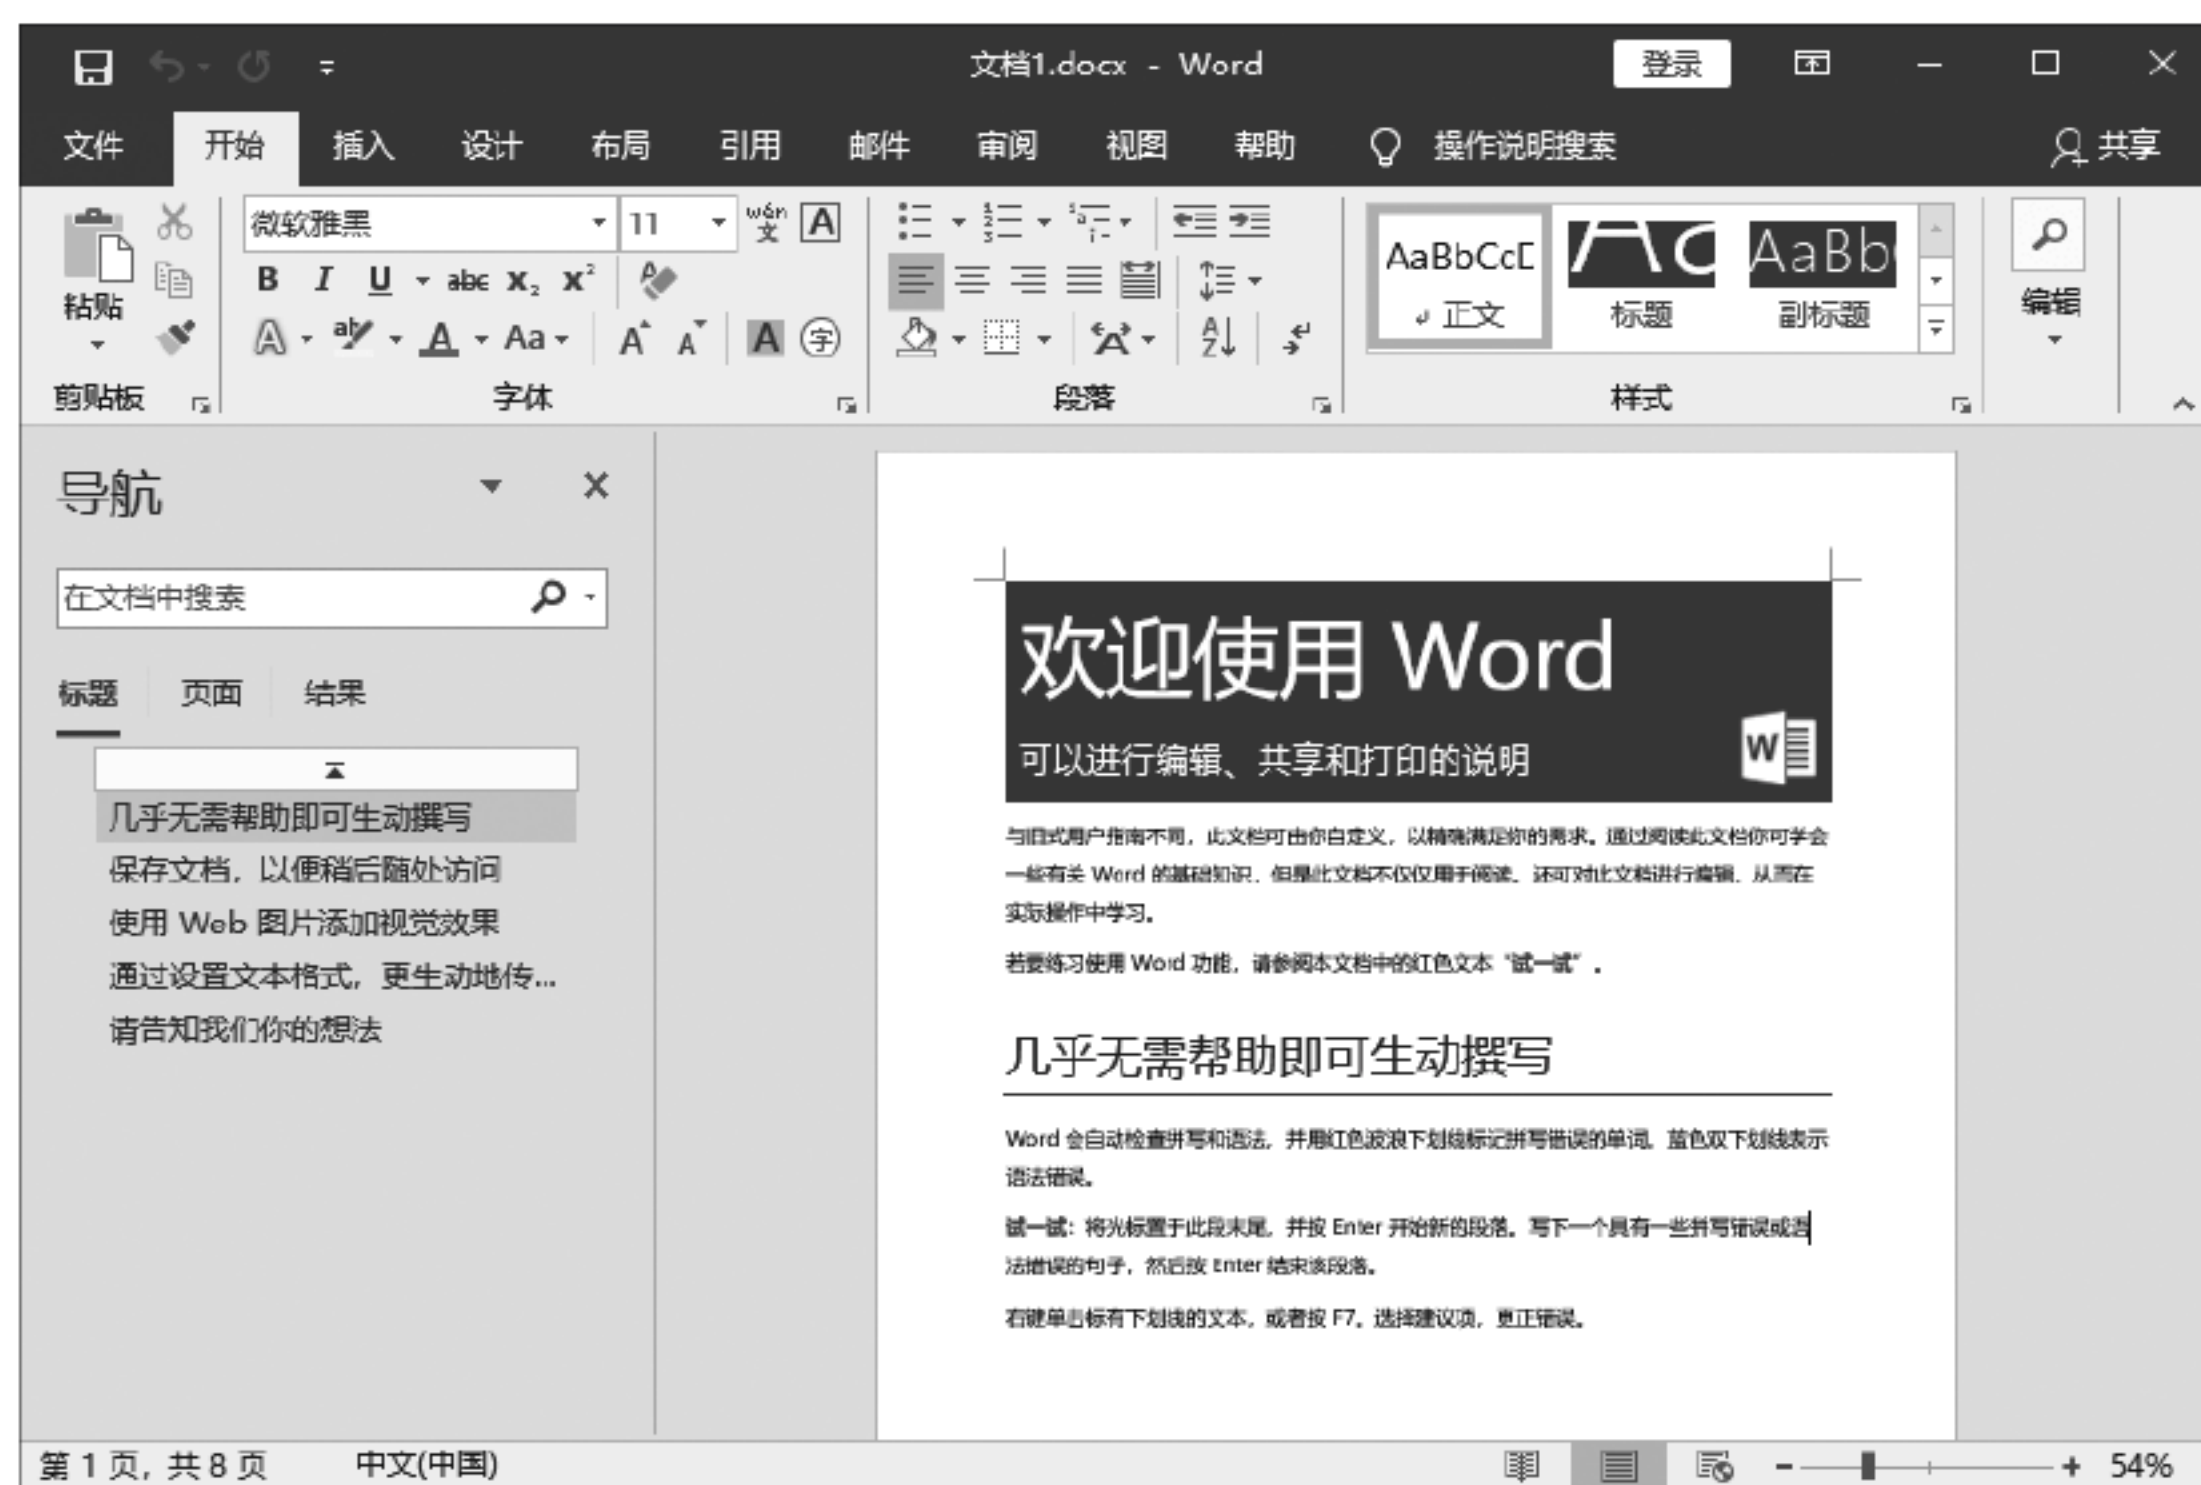 文档1.docx - Word
登录
文件 开始 插入 设计 布局 引用 邮件 审阅 视图 帮助 操作说明搜索 共享
微软雅黑 11 wén 文 A
粘贴
B I U abc X₂ X² A
A aby A Aa A A A 字
A Z
AaBbCcD AaBb
正文 标题 副标题
编辑
剪贴板 字体 段落 样式
导航
在文档中搜索
标题 页面 结果
几乎无需帮助即可生动撰写
保存文档，以便稍后随处访问
使用 Web 图片添加视觉效果
通过设置文本格式，更生动地传...
请告知我们你的想法
欢迎使用 Word
可以进行编辑、共享和打印的说明
W
与旧式用户指南不同，此文档可由你自定义，以精确满足你的需求。通过阅读此文档你可学会
一些有关 Word 的基础知识，但是此文档不仅仅用于阅读，还可对此文档进行编辑，从而在
实际操作中学习。
若要练习使用 Word 功能，请参阅本文档中的红色文本“试一试”。
几乎无需帮助即可生动撰写
Word 会自动检查拼写和语法，并用红色波浪下划线标记拼写错误的单词，蓝色双下划线表示
语法错误。
试一试：将光标置于此段末尾，并按 Enter 开始新的段落。写下一个具有一些拼写错误或语
法错误的句子，然后按 Enter 结束该段落。
右键单击标有下划线的文本，或者按 F7。选择建议项，更正错误。
第 1 页，共 8 页 中文(中国) 54%